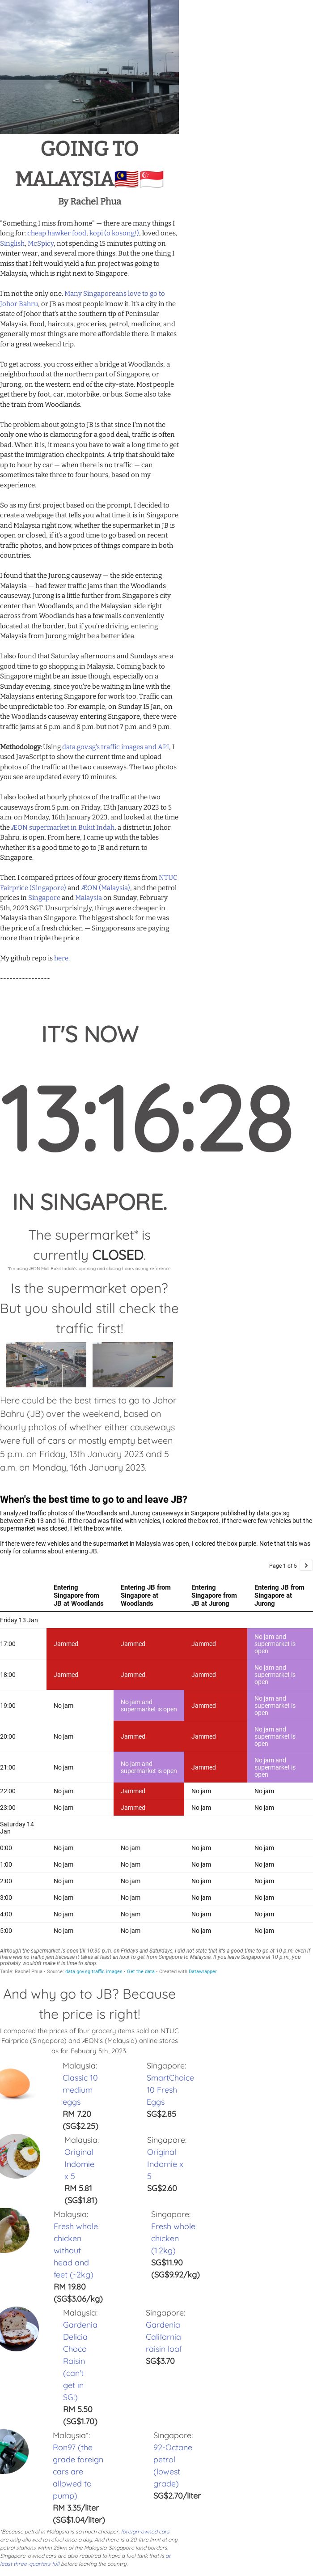 GOING TO
MALAYSIA🇲🇾🇸🇬
By Rachel Phua
"Something I miss from home" — there are many things I
long for: cheap hawker food, kopi (o kosong!), loved ones,
Singlish, McSpicy, not spending 15 minutes putting on
winter wear, and several more things. But the one thing I
miss that I felt would yield a fun project was going to
Malaysia, which is right next to Singapore.
I'm not the only one. Many Singaporeans love to go to
Johor Bahru, or JB as most people know it. It's a city in the
state of Johor that's at the southern tip of Peninsular
Malaysia. Food, haircuts, groceries, petrol, medicine, and
generally most things are more affordable there. It makes
for a great weekend trip.
To get across, you cross either a bridge at Woodlands, a
neighborhood at the northern part of Singapore, or
Jurong, on the western end of the city-state. Most people
get there by foot, car, motorbike, or bus. Some also take
the train from Woodlands.
The problem about going to JB is that since I'm not the
only one who is clamoring for a good deal, traffic is often
bad. When it is, means you have to wait a long time to get
past the immigration checkpoints. A trip that should take
up to hour by car — when there is no traffic — can
sometimes take three to four hours, based on my
experience.
So as my first project based on the prompt, I decided to
create a webpage that tells you what time it is in Singapore
and Malaysia right now, whether the supermarket in JB is
open or closed, if it's a good time to go based on recent
traffic photos, and how prices of things compare in both
countries.
I found that the Jurong causeway — the side entering
Malaysia — had fewer traffic jams than the Woodlands
causeway. Jurong is a little further from Singapore's city
center than Woodlands, and the Malaysian side right
across from Woodlands has a few malls conveniently
located at the border, but if you're driving, entering
Malaysia from Jurong might be a better idea.
I also found that Saturday afternoons and Sundays are a
good time to go shopping in Malaysia. Coming back to
Singapore might be an issue though, especially on a
Sunday evening, since you're be waiting in line with the
Malaysians entering Singapore for work too. Traffic can
be unpredictable too. For example, on Sunday 15 Jan, on
the Woodlands causeway entering Singapore, there were
traffic jams at 6 p.m. and 8 p.m. but not 7 p.m. and 9 p.m.
Methodology: Using data.gov.sg's traffic images and API, I
used JavaScript to show the current time and upload
photos of the traffic at the two causeways. The two photos
you see are updated every 10 minutes.
I also looked at hourly photos of the traffic at the two
causeways from 5 p.m. on Friday, 13th January 2023 to 5
a.m. on Monday, 16th January 2023, and looked at the time
the ÆON supermarket in Bukit Indah, a district in Johor
Bahru, is open. From here, I came up with the tables
whether it's a good time to go to JB and return to
Singapore.
Then I compared prices of four grocery items from NTUC
Fairprice (Singapore) and ÆON (Malaysia), and the petrol
prices in Singapore and Malaysia on Sunday, February
5th, 2023 SGT. Unsurprisingly, things were cheaper in
Malaysia than Singapore. The biggest shock for me was
the price of a fresh chicken — Singaporeans are paying
more than triple the price.
My github repo is here.
----------------
IT'S NOW
13:16:28
IN SINGAPORE.
The supermarket* is
currently CLOSED.
*I'm using ÆON Mall Bukit Indah's opening and closing hours as my reference.
Is the supermarket open?
But you should still check the
traffic first!
Here could be the best times to go to Johor
Bahru (JB) over the weekend, based on
hourly photos of whether either causeways
were full of cars or mostly empty between
5 p.m. on Friday, 13th January 2023 and 5
a.m. on Monday, 16th January 2023.
When's the best time to go to and leave JB?
I analyzed traffic photos of the Woodlands and Jurong causeways in Singapore published by data.gov.sg
between Feb 13 and 16. If the road was filled with vehicles, I colored the box red. If there were few vehicles but the
supermarket was closed, I left the box white.
If there were few vehicles and the supermarket in Malaysia was open, I colored the box purple. Note that this was
only for columns about entering JB.
Page 1 of 5 >
Entering Singapore from JB at Woodlands
Entering JB from Singapore at Woodlands
Entering Singapore from JB at Jurong
Entering JB from Singapore at Jurong
Friday 13 Jan
17:00 Jammed Jammed Jammed No jam and supermarket is open
18:00 Jammed Jammed Jammed No jam and supermarket is open
19:00 No jam No jam and supermarket is open Jammed No jam and supermarket is open
20:00 No jam Jammed Jammed No jam and supermarket is open
21:00 No jam No jam and supermarket is open Jammed No jam and supermarket is open
22:00 No jam Jammed No jam No jam
23:00 No jam Jammed No jam No jam
Saturday 14 Jan
0:00 No jam No jam No jam No jam
1:00 No jam No jam No jam No jam
2:00 No jam No jam No jam No jam
3:00 No jam No jam No jam No jam
4:00 No jam No jam No jam No jam
5:00 No jam No jam No jam No jam
Although the supermarket is open till 10:30 p.m. on Fridays and Saturdays, I did not state that it's a good time to go at 10 p.m. even if
there was no traffic jam because it takes at least an hour to get from Singapore to Malaysia. If you leave Singapore at 10 p.m., you
probably wouldn't make it in time to shop.
Table: Rachel Phua • Source: data.gov.sg traffic images • Get the data • Created with Datawrapper
And why go to JB? Because
the price is right!
I compared the prices of four grocery items sold on NTUC
Fairprice (Singapore) and ÆON's (Malaysia) online stores
as for Febuary 5th, 2023.
Malaysia:
Classic 10
medium
eggs
RM 7.20
(SG$2.25)
Singapore:
SmartChoice
10 Fresh
Eggs
SG$2.85
Malaysia:
Original
Indomie
x 5
RM 5.81
(SG$1.81)
Singapore:
Original
Indomie x
5
SG$2.60
Malaysia:
Fresh whole
chicken
without
head and
feet (~2kg)
RM 19.80
(SG$3.06/kg)
Singapore:
Fresh whole
chicken
(1.2kg)
SG$11.90
(SG$9.92/kg)
Malaysia:
Gardenia
Delicia
Choco
Raisin
(can't
get in
SG!)
RM 5.50
(SG$1.70)
Singapore:
Gardenia
California
raisin loaf
SG$3.70
Malaysia*:
Ron97 (the
grade foreign
cars are
allowed to
pump)
RM 3.35/liter
(SG$1.04/liter)
Singapore:
92-Octane
petrol
(lowest
grade)
SG$2.70/liter
*Because petrol in Malaysia is so much cheaper, foreign-owned cars
are only allowed to refuel once a day. And there is a 20-litre limit at any
petrol stations within 25km of the Malaysia-Singapore land borders.
Singapore-owned cars are also required to have a fuel tank that is at
least three-quarters full before leaving the country.